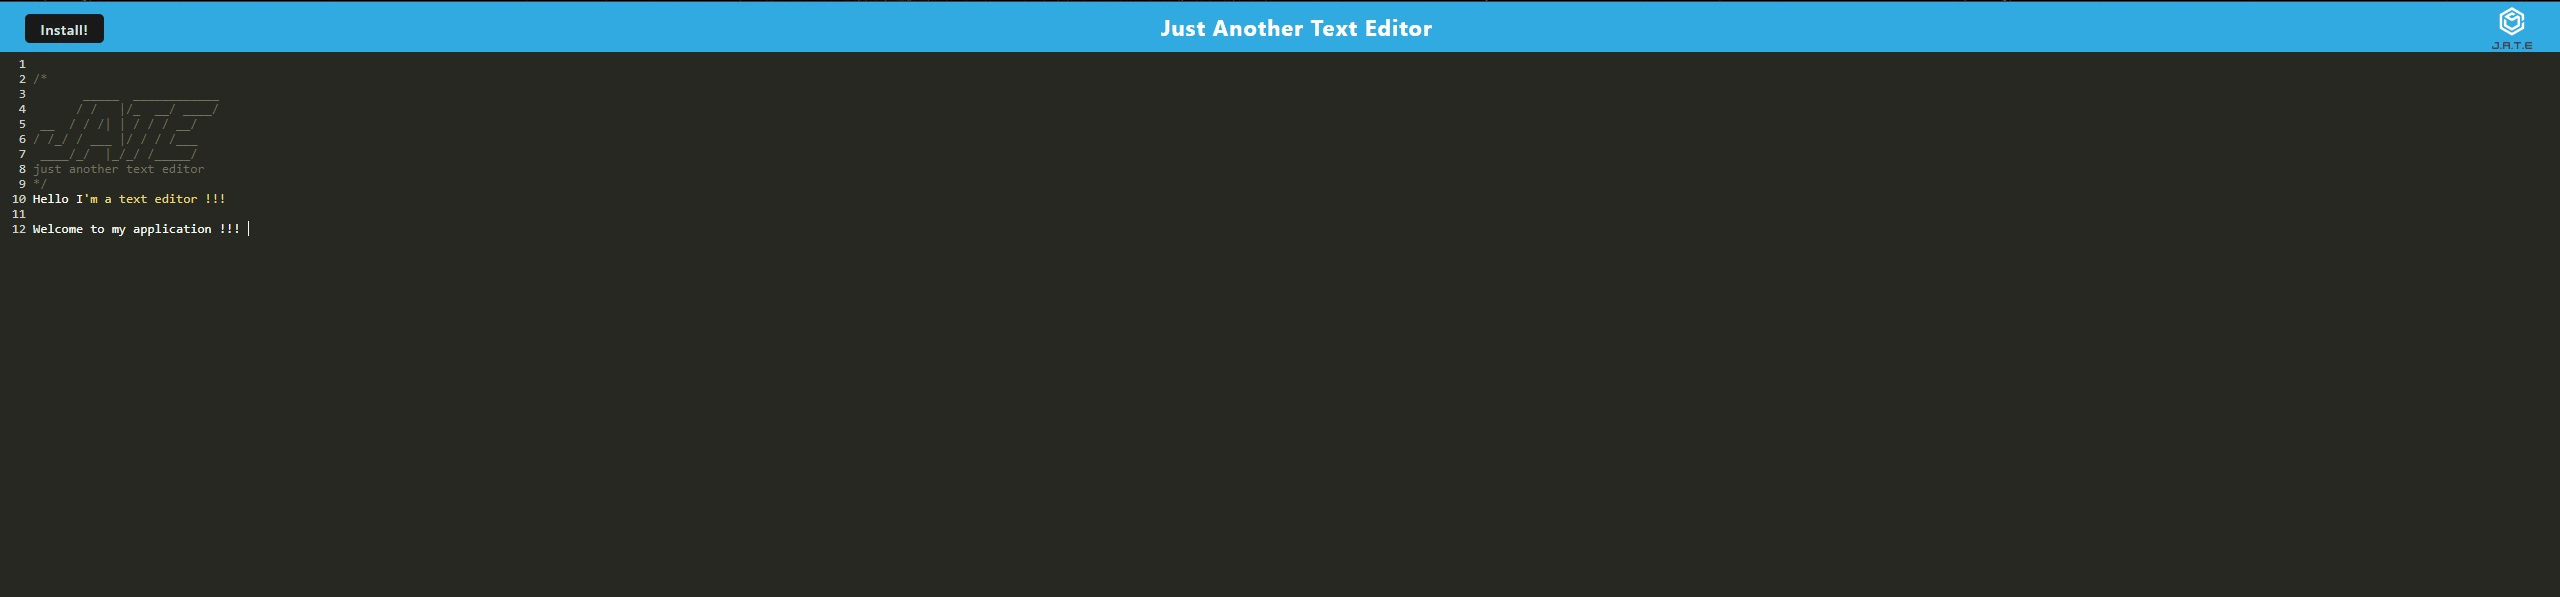 Install!
Just Another Text Editor
J.A.T.E
1
2 /*
3        _____  ____________
4       / /   |/_  __/ ____/
5  __  / / /| | / / / __/
6 / /_/ / ___ |/ / / /___
7  ____/_/  |_/_/ /_____/
8 just another text editor
9 */
10 Hello I'm a text editor !!!
11
12 Welcome to my application !!!